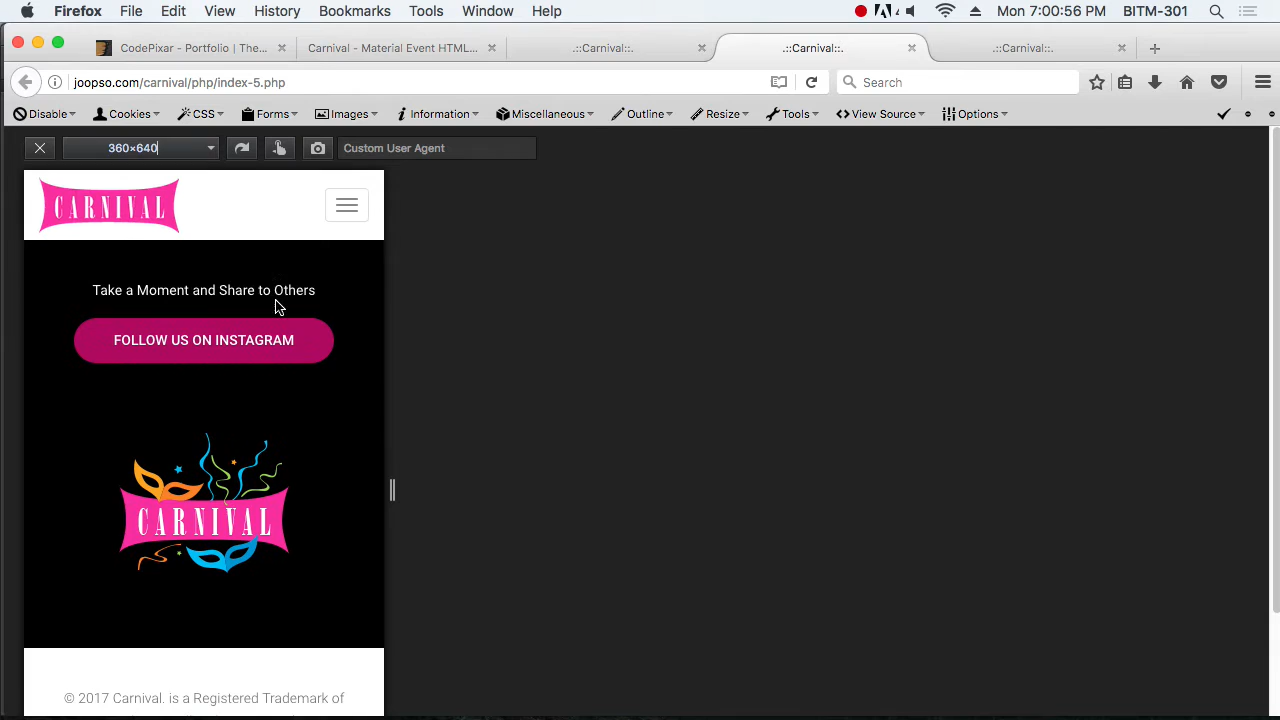 Firefox File Edit View History Bookmarks Tools Window Help Mon 7:00:56 PM BITM-301
CodePixar - Portfolio | The... Carnival - Material Event HTML... .::Carnival::. .::Carnival::. .::Carnival::.
joopso.com/carnival/php/index-5.php Search
Disable Cookies CSS Forms Images Information Miscellaneous Outline Resize Tools View Source Options
360×640 Custom User Agent
CARNIVAL
Take a Moment and Share to Others
FOLLOW US ON INSTAGRAM
CARNIVAL
© 2017 Carnival. is a Registered Trademark of